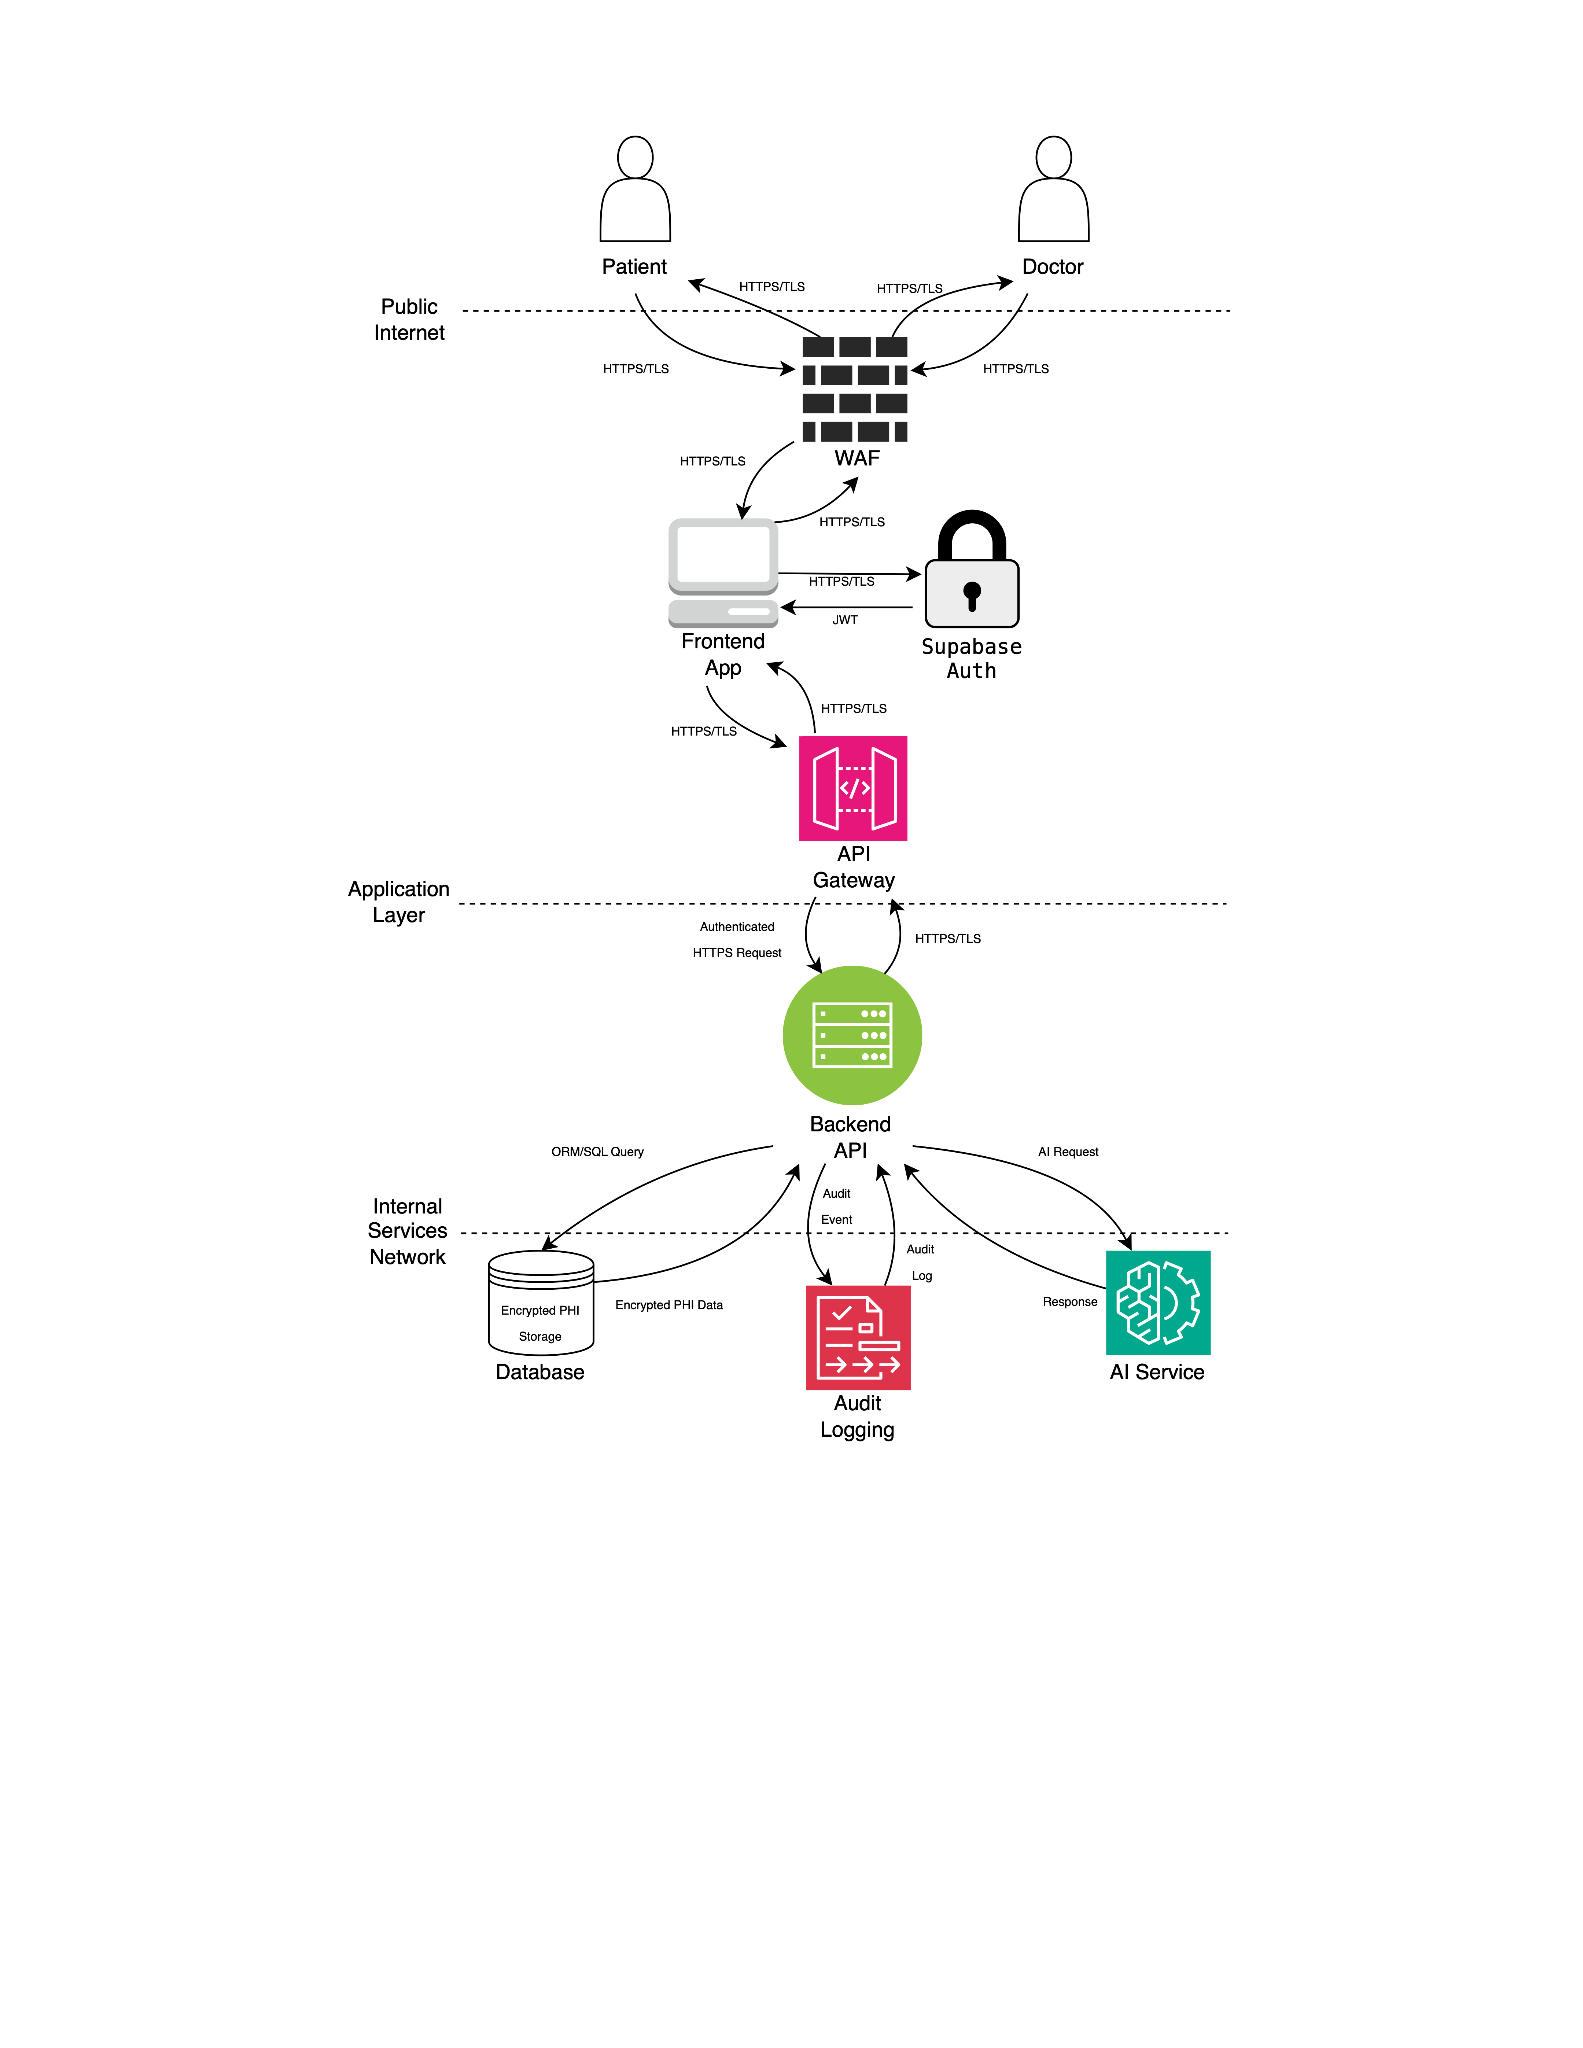 Patient
Doctor
HTTPS/TLS
HTTPS/TLS
Public
Internet
HTTPS/TLS
HTTPS/TLS
WAF
HTTPS/TLS
HTTPS/TLS
HTTPS/TLS
JWT
Frontend
App
Supabase
Auth
HTTPS/TLS
HTTPS/TLS
</>
API
Gateway
Application
Layer
Authenticated
HTTPS Request
HTTPS/TLS
Backend
API
ORM/SQL Query
AI Request
Audit
Event
Internal
Services
Network
Audit
Log
Encrypted PHI Data
Response
Encrypted PHI
Storage
Database
AI Service
Audit
Logging